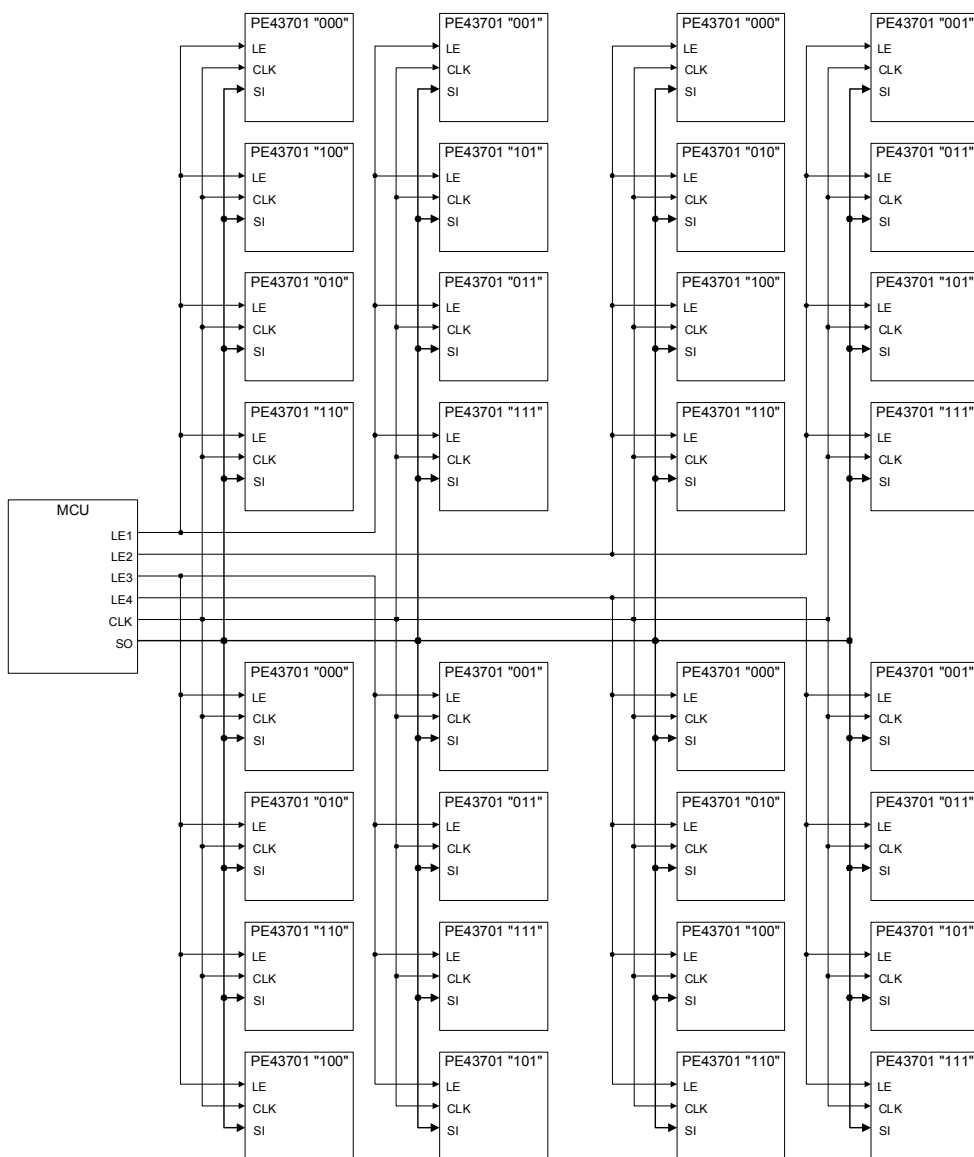 PE43701 "000"
LE
CLK
SI
PE43701 "001"
LE
CLK
SI
PE43701 "000"
LE
CLK
SI
PE43701 "001"
LE
CLK
SI
PE43701 "100"
LE
CLK
SI
PE43701 "101"
LE
CLK
SI
PE43701 "010"
LE
CLK
SI
PE43701 "011"
LE
CLK
SI
PE43701 "010"
LE
CLK
SI
PE43701 "011"
LE
CLK
SI
PE43701 "100"
LE
CLK
SI
PE43701 "101"
LE
CLK
SI
PE43701 "110"
LE
CLK
SI
PE43701 "111"
LE
CLK
SI
PE43701 "110"
LE
CLK
SI
PE43701 "111"
LE
CLK
SI
MCU
LE1
LE2
LE3
LE4
CLK
SO
PE43701 "000"
LE
CLK
SI
PE43701 "001"
LE
CLK
SI
PE43701 "000"
LE
CLK
SI
PE43701 "001"
LE
CLK
SI
PE43701 "010"
LE
CLK
SI
PE43701 "011"
LE
CLK
SI
PE43701 "010"
LE
CLK
SI
PE43701 "011"
LE
CLK
SI
PE43701 "110"
LE
CLK
SI
PE43701 "111"
LE
CLK
SI
PE43701 "100"
LE
CLK
SI
PE43701 "101"
LE
CLK
SI
PE43701 "100"
LE
CLK
SI
PE43701 "101"
LE
CLK
SI
PE43701 "110"
LE
CLK
SI
PE43701 "111"
LE
CLK
SI